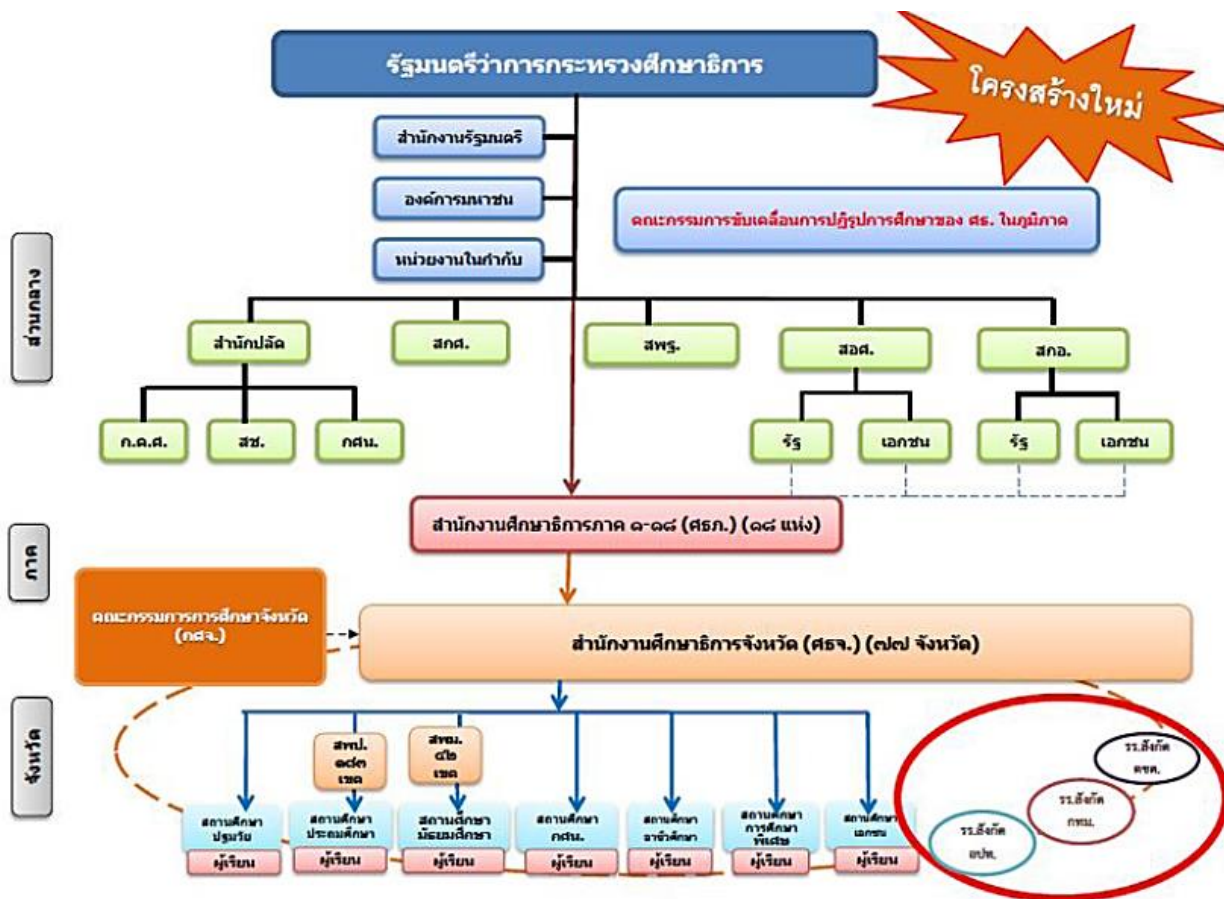 รัฐมนตรีว่าการกระทรวงศึกษาธิการ
โครงสร้างใหม่
สำนักงานรัฐมนตรี
องค์การมหาชน
คณะกรรมการขับเคลื่อนการปฏิรูปการศึกษาของ ศธ. ในภูมิภาค
หน่วยงานในกำกับ
ส่วนกลาง
สำนักปลัด
สกศ.
สพฐ.
สอศ.
สกอ.
ก.ค.ศ.
สช.
กศน.
รัฐ
เอกชน
รัฐ
เอกชน
ภาค
สำนักงานศึกษาธิการภาค ๑-๑๘ (ศธภ.) (๑๘ แห่ง)
คณะกรรมการการศึกษาจังหวัด
(กศจ.)
สำนักงานศึกษาธิการจังหวัด (ศธจ.) (๗๗ จังหวัด)
จังหวัด
สพป.
๑๘๓
เขต
สพม.
๔๒
เขต
สถานศึกษา
ปฐมวัย
ผู้เรียน
สถานศึกษา
ประถมศึกษา
ผู้เรียน
สถานศึกษา
มัธยมศึกษา
ผู้เรียน
สถานศึกษา
กศน.
ผู้เรียน
สถานศึกษา
อาชีวศึกษา
ผู้เรียน
สถานศึกษา
การศึกษา
พิเศษ
ผู้เรียน
สถานศึกษา
เอกชน
ผู้เรียน
รร.สังกัด
ตชด.
รร.สังกัด
กทม.
รร.สังกัด
อปท.